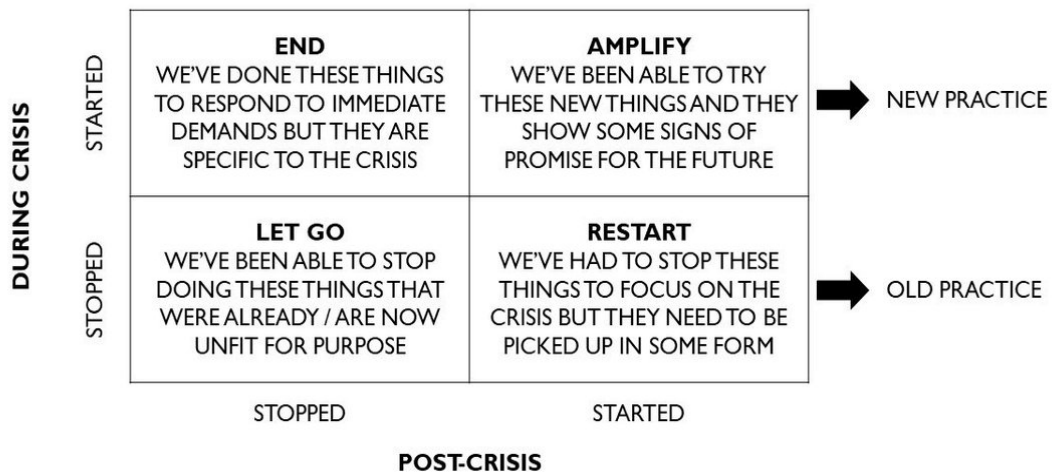 DURING CRISIS
STARTED
END
WE'VE DONE THESE THINGS
TO RESPOND TO IMMEDIATE
DEMANDS BUT THEY ARE
SPECIFIC TO THE CRISIS
AMPLIFY
WE'VE BEEN ABLE TO TRY
THESE NEW THINGS AND THEY
SHOW SOME SIGNS OF
PROMISE FOR THE FUTURE
NEW PRACTICE
STOPPED
LET GO
WE'VE BEEN ABLE TO STOP
DOING THESE THINGS THAT
WERE ALREADY / ARE NOW
UNFIT FOR PURPOSE
RESTART
WE'VE HAD TO STOP THESE
THINGS TO FOCUS ON THE
CRISIS BUT THEY NEED TO BE
PICKED UP IN SOME FORM
OLD PRACTICE
STOPPED
STARTED
POST-CRISIS